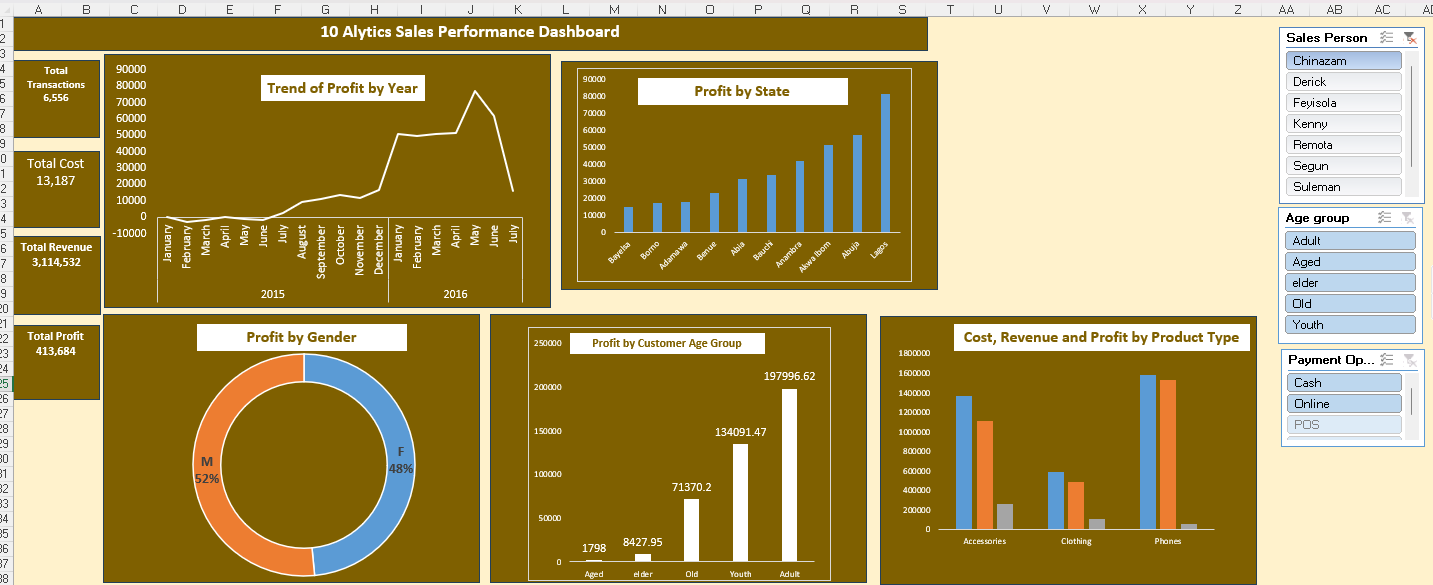 A B C D E F G H I J K L M N O P Q R S T U V W X Y Z AA AB AC AD
10 Alytics Sales Performance Dashboard
Total
Transactions
6,556
Total Cost
13,187
Total Revenue
3,114,532
Total Profit
413,684
Trend of Profit by Year
90000
80000
70000
60000
50000
40000
30000
20000
10000
0
-10000
January
February
March
April
May
June
July
August
September
October
November
December
January
February
March
April
May
June
July
2015 2016
Profit by State
90000
80000
70000
60000
50000
40000
30000
20000
10000
0
Bayelsa
Borno
Adamawa
Benue
Abia
Bauchi
Anambra
Akwa Ibom
Abuja
Lagos
Profit by Gender
F
48%
M
52%
Profit by Customer Age Group
250000
200000
150000
100000
50000
0
1798
8427.95
71370.2
134091.47
197996.62
Aged elder Old Youth Adult
Cost, Revenue and Profit by Product Type
1800000
1600000
1400000
1200000
1000000
800000
600000
400000
200000
0
Accessories Clothing Phones
Sales Person
Chinazam
Derick
Feyisola
Kenny
Remota
Segun
Suleman
Age group
Adult
Aged
elder
Old
Youth
Payment Op...
Cash
Online
POS